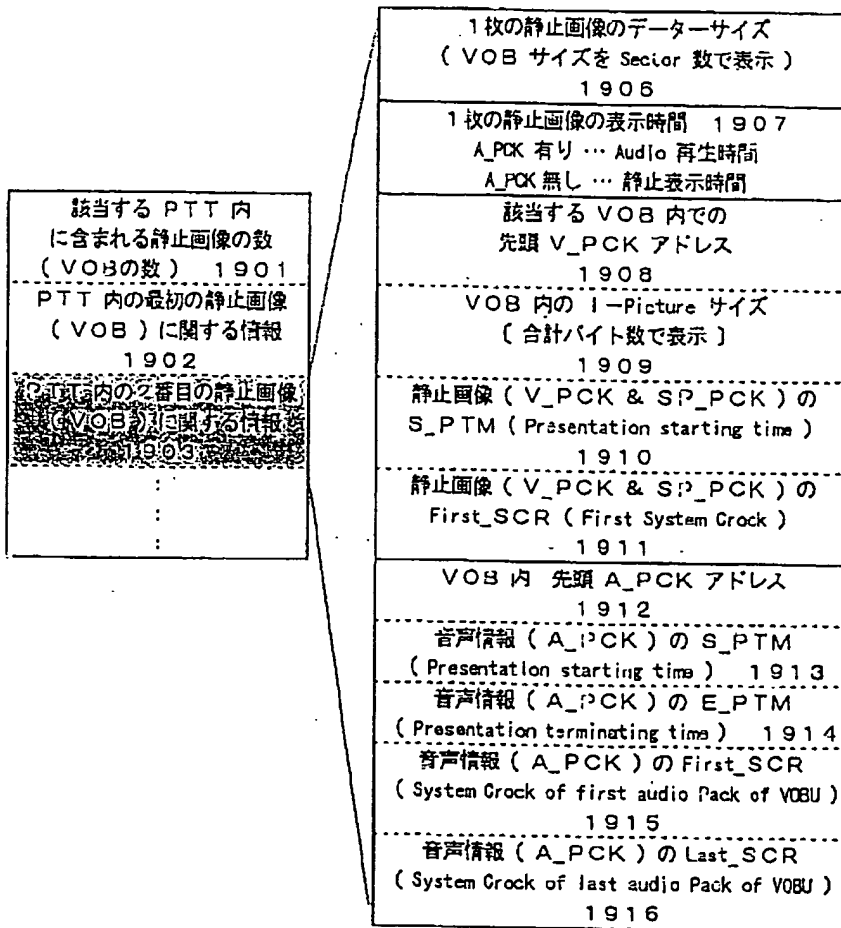 該当する PTT 内
に含まれる静止画像の数
( VOBの数 ) 1901
PTT 内の最初の静止画像
( VOB ) に関する情報
1902
PTT 内の2番目の静止画像
( VOB ) に関する情報
1903
:
:
:
1枚の静止画像のデーターサイズ
( VOB サイズを Sector 数で表示 )
1906
1枚の静止画像の表示時間 1907
A_PCK 有り … Audio 再生時間
A_PCK 無し … 静止表示時間
該当する VOB 内での
先頭 V_PCK アドレス
1908
VOB 内の I-Picture サイズ
[ 合計バイト数で表示 ]
1909
静止画像 ( V_PCK & SP_PCK ) の
S_PTM ( Presentation starting time )
1910
静止画像 ( V_PCK & SP_PCK ) の
First_SCR ( First System Crock )
1911
VOB 内 先頭 A_PCK アドレス
1912
音声情報 ( A_PCK ) の S_PTM
( Presentation starting time ) 1913
音声情報 ( A_PCK ) の E_PTM
( Presentation terminating time ) 1914
音声情報 ( A_PCK ) の First_SCR
( System Crock of first audio Pack of VOBU )
1915
音声情報 ( A_PCK ) の Last_SCR
( System Crock of last audio Pack of VOBU )
1916